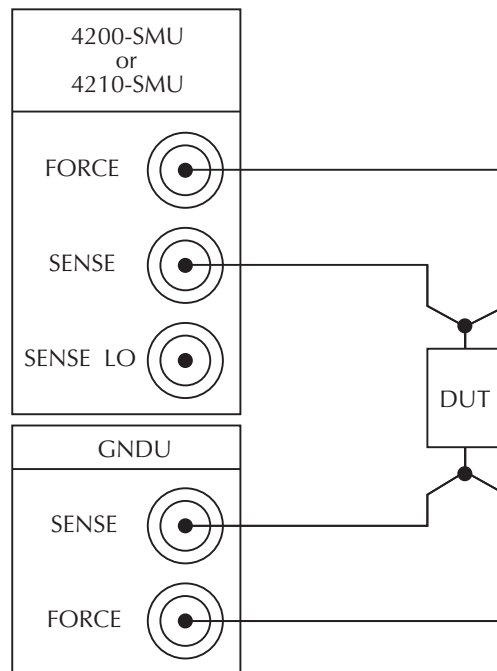 4200-SMU
or
4210-SMU
FORCE
SENSE
SENSE LO
DUT
GNDU
SENSE
FORCE